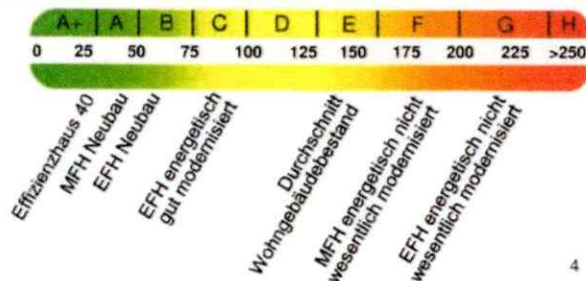 A+ A B C D E F G H
0 25 50 75 100 125 150 175 200 225 >250
Effizienzhaus 40
MFH Neubau
EFH Neubau
EFH energetisch
gut modernisiert
Durchschnitt
Wohngebäudebestand
MFH energetisch nicht
wesentlich modernisiert
EFH energetisch nicht
wesentlich modernisiert
4